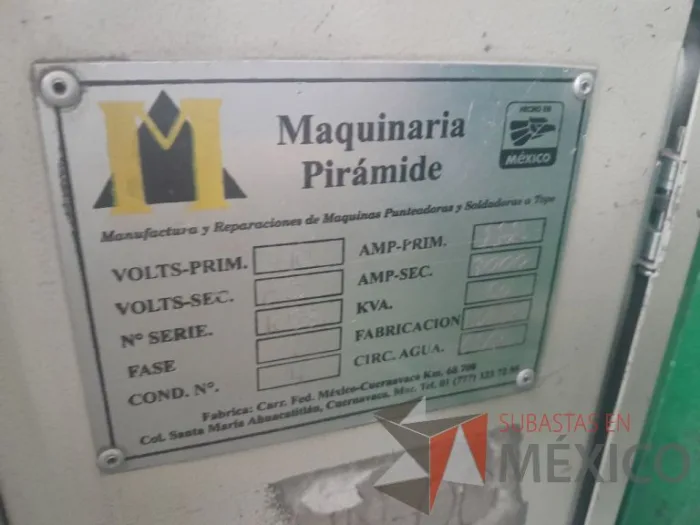 M
Maquinaria
Pirámide
HECHO EN
MéXICO
Manufactura y Reparaciones de Maquinas Punteadoras y Soldadoras a Tope
VOLTS-PRIM.
VOLTS-SEC.
Nº SERIE.
FASE
COND. Nº.
AMP-PRIM.
AMP-SEC.
KVA.
FABRICACION
CIRC. AGUA.
Fabrica: Carr. Fed. México-Cuernavaca Km. 68.700
Col. Santa María Ahuacatitlán, Cuernavaca, Mor. Tel. 01 (777)
SUBASTAS EN
MÉXICO